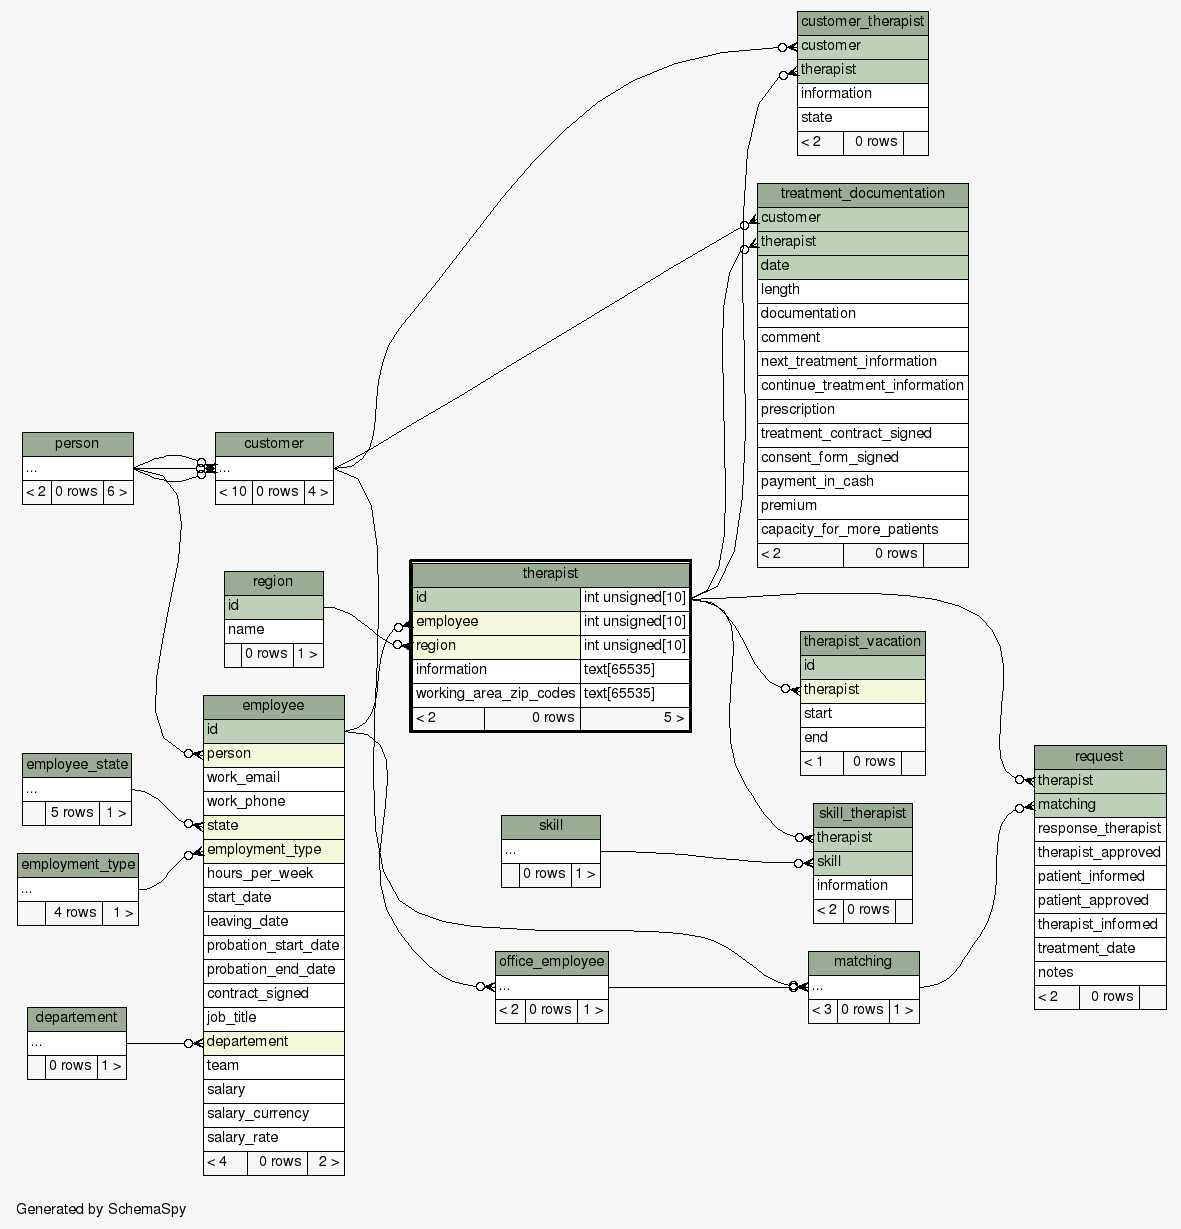 customer_therapist
customer
therapist
information
state
< 2 0 rows
treatment_documentation
customer
therapist
date
length
documentation
comment
next_treatment_information
continue_treatment_information
prescription
treatment_contract_signed
consent_form_signed
payment_in_cash
premium
capacity_for_more_patients
< 2 0 rows
person
...
< 2 0 rows 6 >
customer
...
< 10 0 rows 4 >
therapist
id int unsigned[10]
employee int unsigned[10]
region int unsigned[10]
information text[65535]
working_area_zip_codes text[65535]
< 2 0 rows 5 >
region
id
name
0 rows 1 >
therapist_vacation
id
therapist
start
end
< 1 0 rows
employee
id
person
work_email
work_phone
state
employment_type
hours_per_week
start_date
leaving_date
probation_start_date
probation_end_date
contract_signed
job_title
departement
team
salary
salary_currency
salary_rate
< 4 0 rows 2 >
employee_state
...
5 rows 1 >
employment_type
...
4 rows 1 >
departement
...
0 rows 1 >
skill
...
0 rows 1 >
skill_therapist
therapist
skill
information
< 2 0 rows
request
therapist
matching
response_therapist
therapist_approved
patient_informed
patient_approved
therapist_informed
treatment_date
notes
< 2 0 rows
office_employee
...
< 2 0 rows 1 >
matching
...
< 3 0 rows 1 >
Generated by SchemaSpy